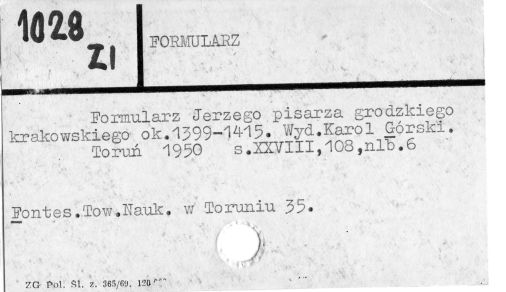 1028
ZI
FORMULARZ
Formularz Jerzego pisarza grodzkiego
krakowskiego ok.1399-1415. Wyd.Karol Górski.
Toruń 1950 s.XXVIII,108,nlb.6
Fontes.Tow.Nauk. w Toruniu 35.
ZG Pol. Sl. z. 365/69. 120